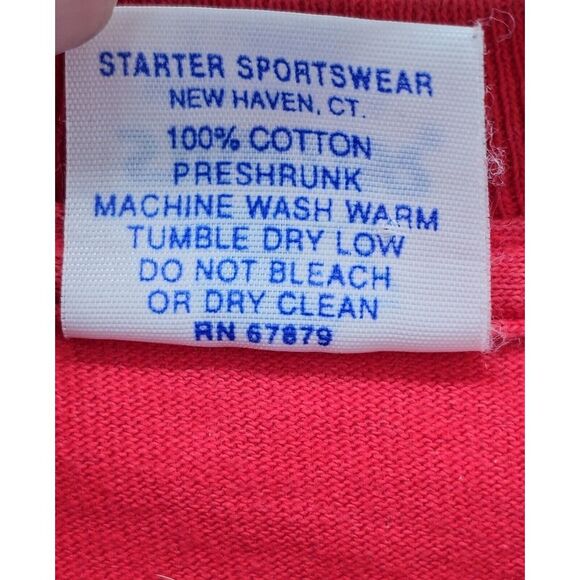 STARTER SPORTSWEAR
NEW HAVEN, CT.
100% COTTON
PRESHRUNK
MACHINE WASH WARM
TUMBLE DRY LOW
DO NOT BLEACH
OR DRY CLEAN
RN 67879